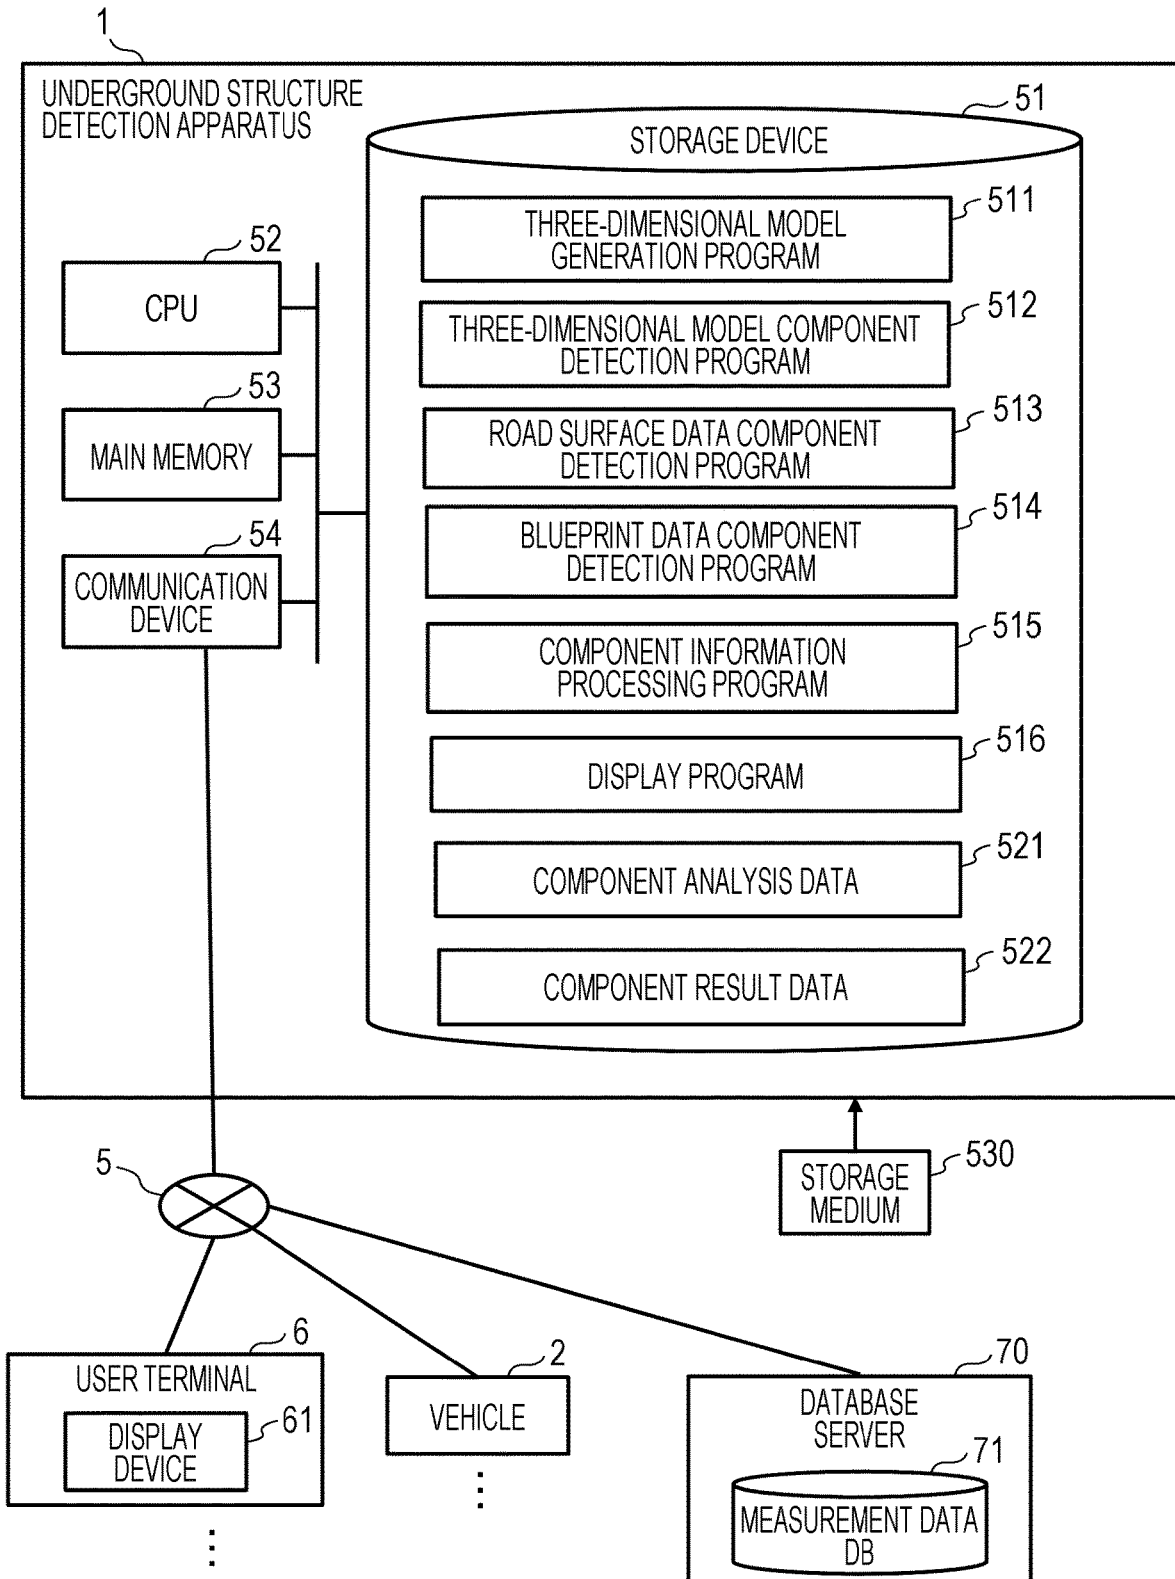 1
UNDERGROUND STRUCTURE
DETECTION APPARATUS
51
STORAGE DEVICE
511
THREE-DIMENSIONAL MODEL
GENERATION PROGRAM
52
CPU
512
THREE-DIMENSIONAL MODEL COMPONENT
DETECTION PROGRAM
53
MAIN MEMORY
513
ROAD SURFACE DATA COMPONENT
DETECTION PROGRAM
54
COMMUNICATION
DEVICE
514
BLUEPRINT DATA COMPONENT
DETECTION PROGRAM
515
COMPONENT INFORMATION
PROCESSING PROGRAM
516
DISPLAY PROGRAM
521
COMPONENT ANALYSIS DATA
522
COMPONENT RESULT DATA
5
530
STORAGE
MEDIUM
6
USER TERMINAL
61
DISPLAY
DEVICE
2
VEHICLE
70
DATABASE
SERVER
71
MEASUREMENT DATA
DB